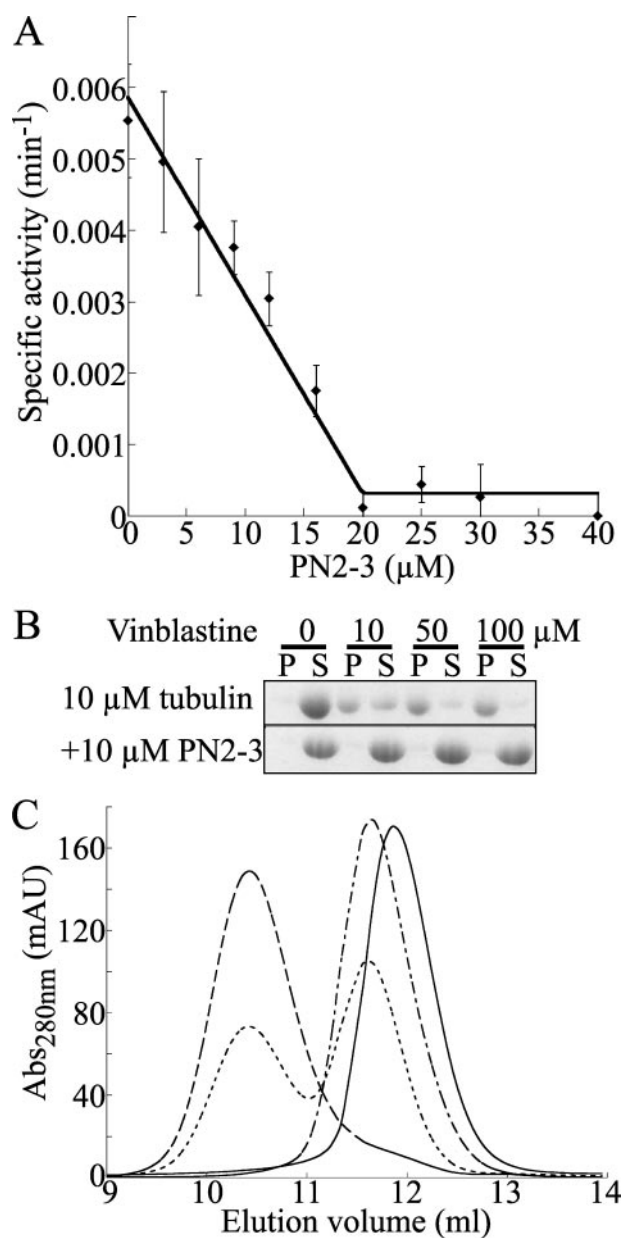 A
Specific activity (min-1)
0.006
0.005
0.004
0.003
0.002
0.001
0
0 5 10 15 20 25 30 35 40
PN2-3 (µM)
B
Vinblastine 0 10 50 100 µM
P S P S P S P S
10 µM tubulin
+10 µM PN2-3
C
Abs280nm (mAU)
160
120
80
40
0
9 10 11 12 13 14
Elution volume (ml)